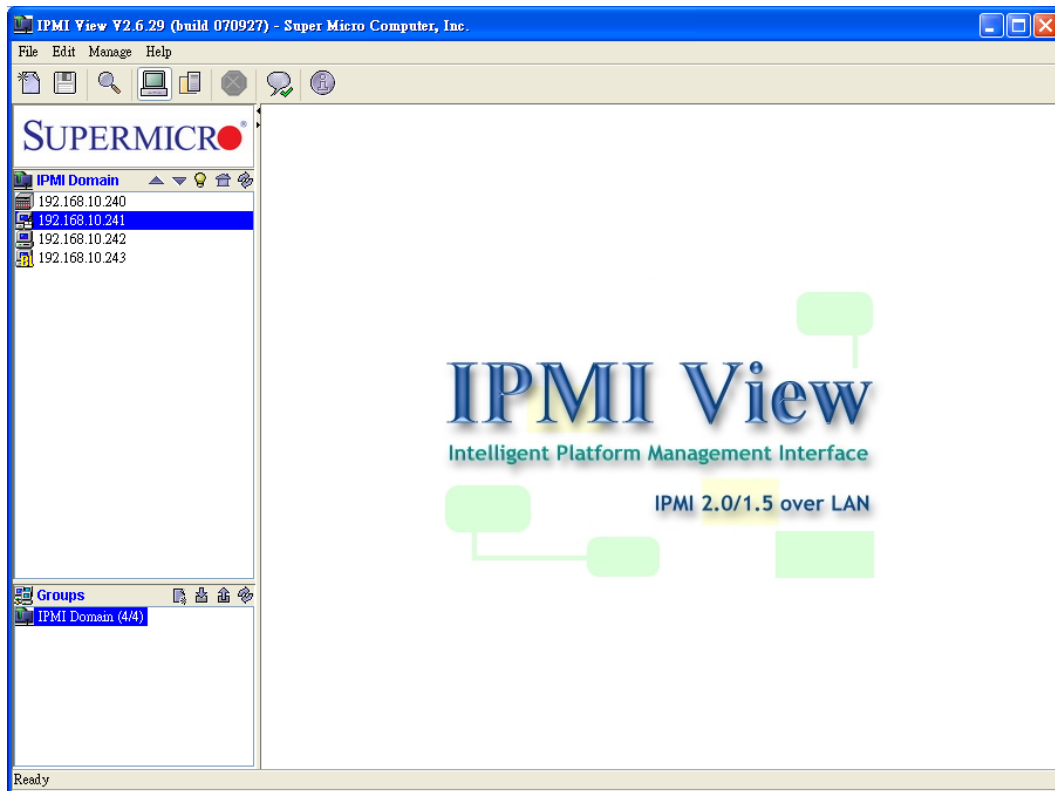 IPMI View V2.6.29 (build 070927) - Super Micro Computer, Inc.
File Edit Manage Help
SUPERMICRO®
IPMI Domain
192.168.10.240
192.168.10.241
192.168.10.242
192.168.10.243
IPMI View
Intelligent Platform Management Interface
IPMI 2.0/1.5 over LAN
Groups
IPMI Domain (4/4)
Ready